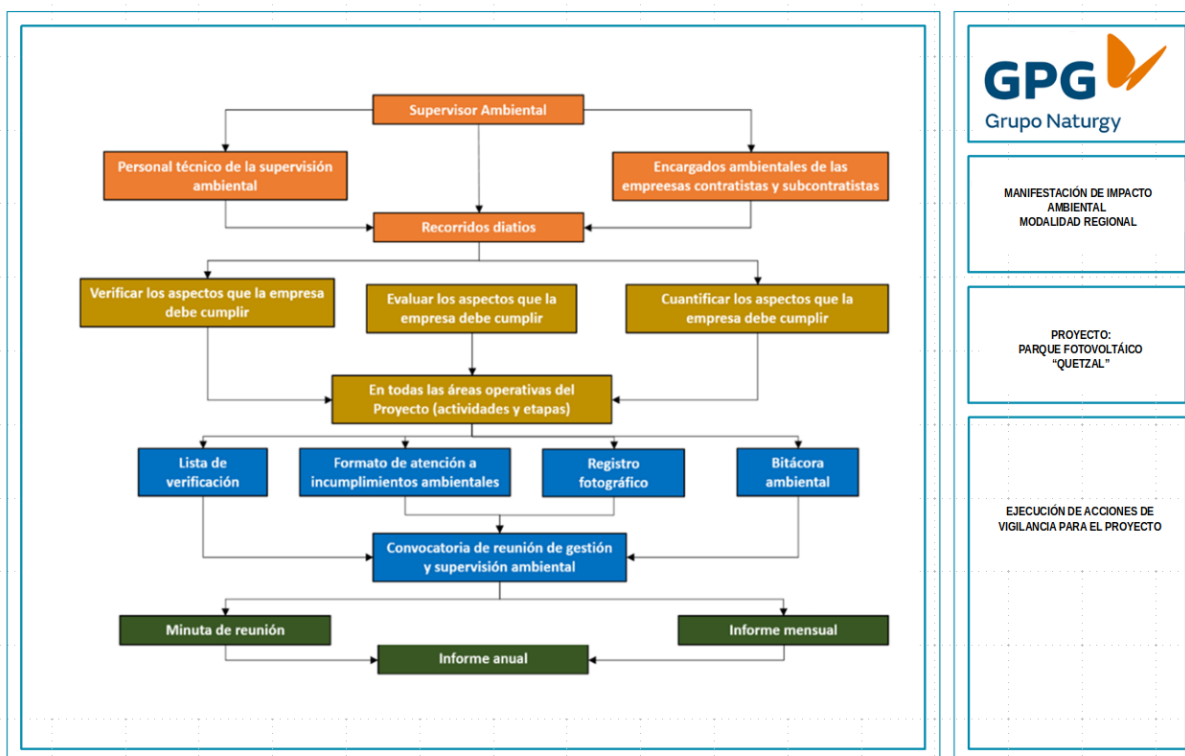 Supervisor Ambiental
Personal técnico de la supervisión
ambiental
Encargados ambientales de las
empreesas contratistas y subcontratistas
Recorridos diatios
Verificar los aspectos que la empresa
debe cumplir
Evaluar los aspectos que la
empresa debe cumplir
Cuantificar los aspectos que la
empresa debe cumplir
En todas las áreas operativas del
Proyecto (actividades y etapas)
Lista de
verificación
Formato de atención a
incumplimientos ambientales
Registro
fotográfico
Bitácora
ambiental
Convocatoria de reunión de gestión
y supervisión ambiental
Minuta de reunión
Informe mensual
Informe anual
GPG
Grupo Naturgy
MANIFESTACIÓN DE IMPACTO
AMBIENTAL
MODALIDAD REGIONAL
PROYECTO:
PARQUE FOTOVOLTÁICO
“QUETZAL”
EJECUCIÓN DE ACCIONES DE
VIGILANCIA PARA EL PROYECTO